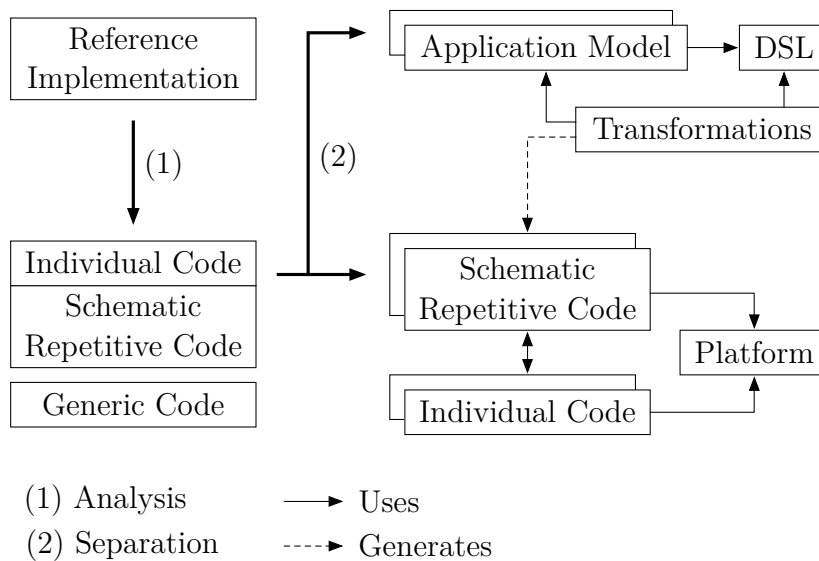 Reference
Implementation
(1)
Individual Code
Schematic
Repetitive Code
Generic Code
(2)
Application Model
DSL
Transformations
Schematic
Repetitive Code
Platform
Individual Code
(1) Analysis
Uses
(2) Separation
Generates